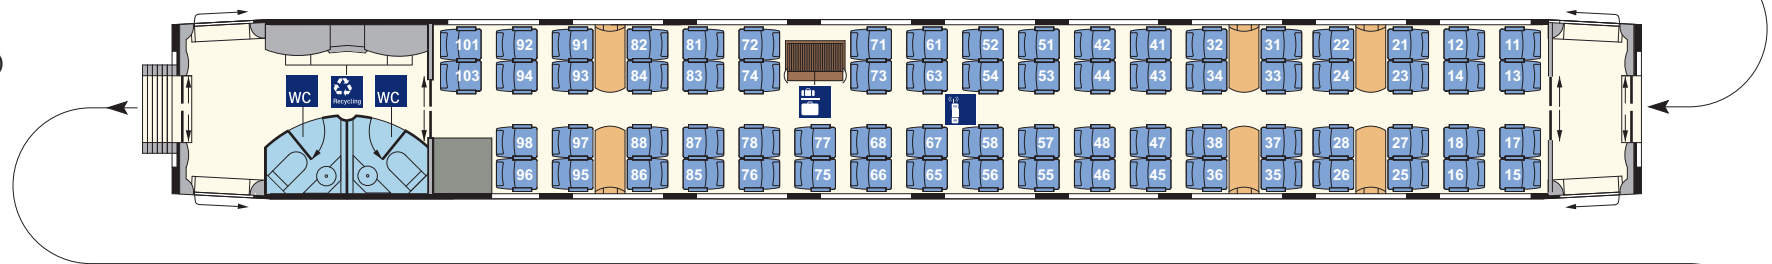 101 92 91 82 81 72 71 61 52 51 42 41 32 31 22 21 12 11
103 94 93 84 83 74 73 63 54 53 44 43 34 33 24 23 14 13
WC Recycling WC
98 97 88 87 78 77 68 67 58 57 48 47 38 37 28 27 18 17
96 95 86 85 76 75 66 65 56 55 46 45 36 35 26 25 16 15